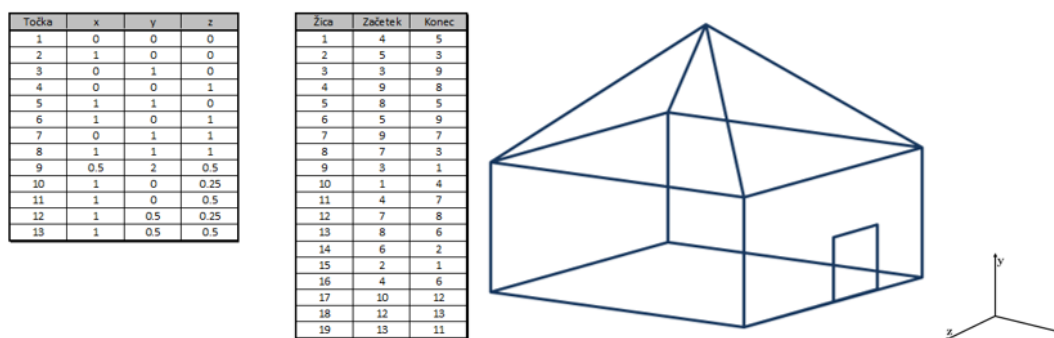 Točka x y z
1 0 0 0
2 1 0 0
3 0 1 0
4 0 0 1
5 1 1 0
6 1 0 1
7 0 1 1
8 1 1 1
9 0.5 2 0.5
10 1 0 0.25
11 1 0 0.5
12 1 0.5 0.25
13 1 0.5 0.5
Žica Začetek Konec
1 4 5
2 5 3
3 3 9
4 9 8
5 8 5
6 5 9
7 9 7
8 7 3
9 3 1
10 1 4
11 4 7
12 7 8
13 8 6
14 6 2
15 2 1
16 4 6
17 10 12
18 12 13
19 13 11
y
z